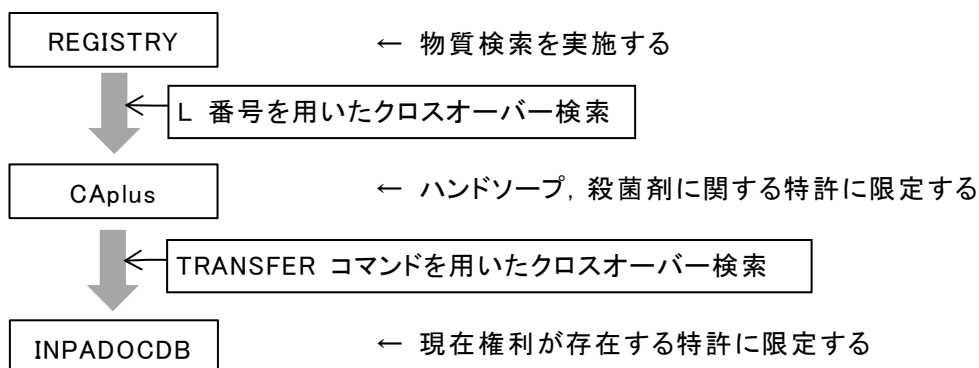 REGISTRY ← 物質検索を実施する
L 番号を用いたクロスオーバー検索
CAplus ← ハンドソープ, 殺菌剤に関する特許に限定する
TRANSFER コマンドを用いたクロスオーバー検索
INPADOCDB ← 現在権利が存在する特許に限定する